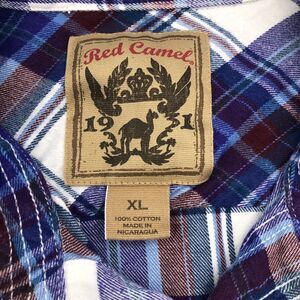 Red Camel®
19 31
XL
100% COTTON
MADE IN
NICARAGUA